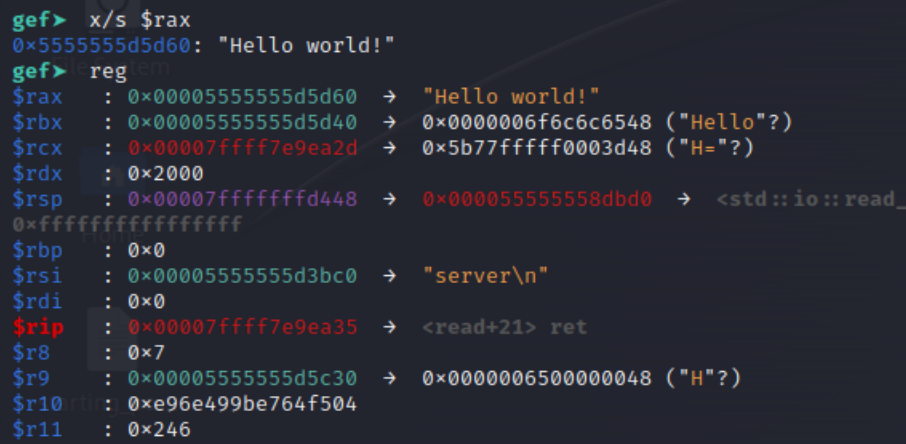 gef➤ x/s $rax
0x5555555d5d60: "Hello world!"
gef➤ reg
$rax : 0x00005555555d5d60 → "Hello world!"
$rbx : 0x00005555555d5d40 → 0x0000006f6c6c6548 ("Hello"?)
$rcx : 0x00007ffff7e9ea2d → 0x5b77fffff0003d48 ("H="?)
$rdx : 0x2000
$rsp : 0x00007fffffffd448 → 0x000055555558dbd0 → <std::io::read_
0xffffffffffffffff
$rbp : 0x0
$rsi : 0x00005555555d3bc0 → "server\n"
$rdi : 0x0
$rip : 0x00007ffff7e9ea35 → <read+21> ret
$r8 : 0x7
$r9 : 0x00005555555d5c30 → 0x0000006500000048 ("H"?)
$r10 : 0xe96e499be764f504
$r11 : 0x246